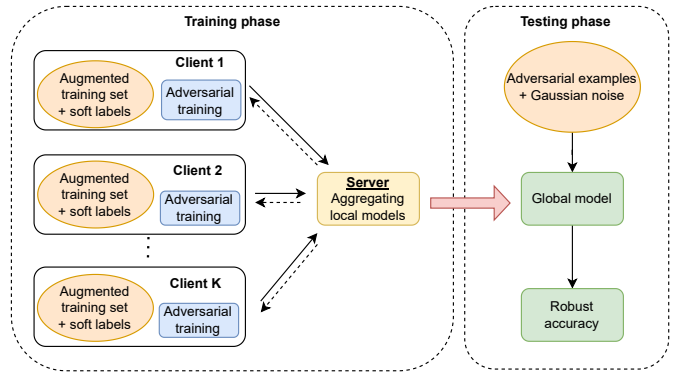 Training phase
Testing phase
Client 1
Augmented
training set
+ soft labels
Adversarial
training
Client 2
Augmented
training set
+ soft labels
Adversarial
training
Client K
Augmented
training set
+ soft labels
Adversarial
training
Server
Aggregating
local models
Adversarial examples
+ Gaussian noise
Global model
Robust
accuracy